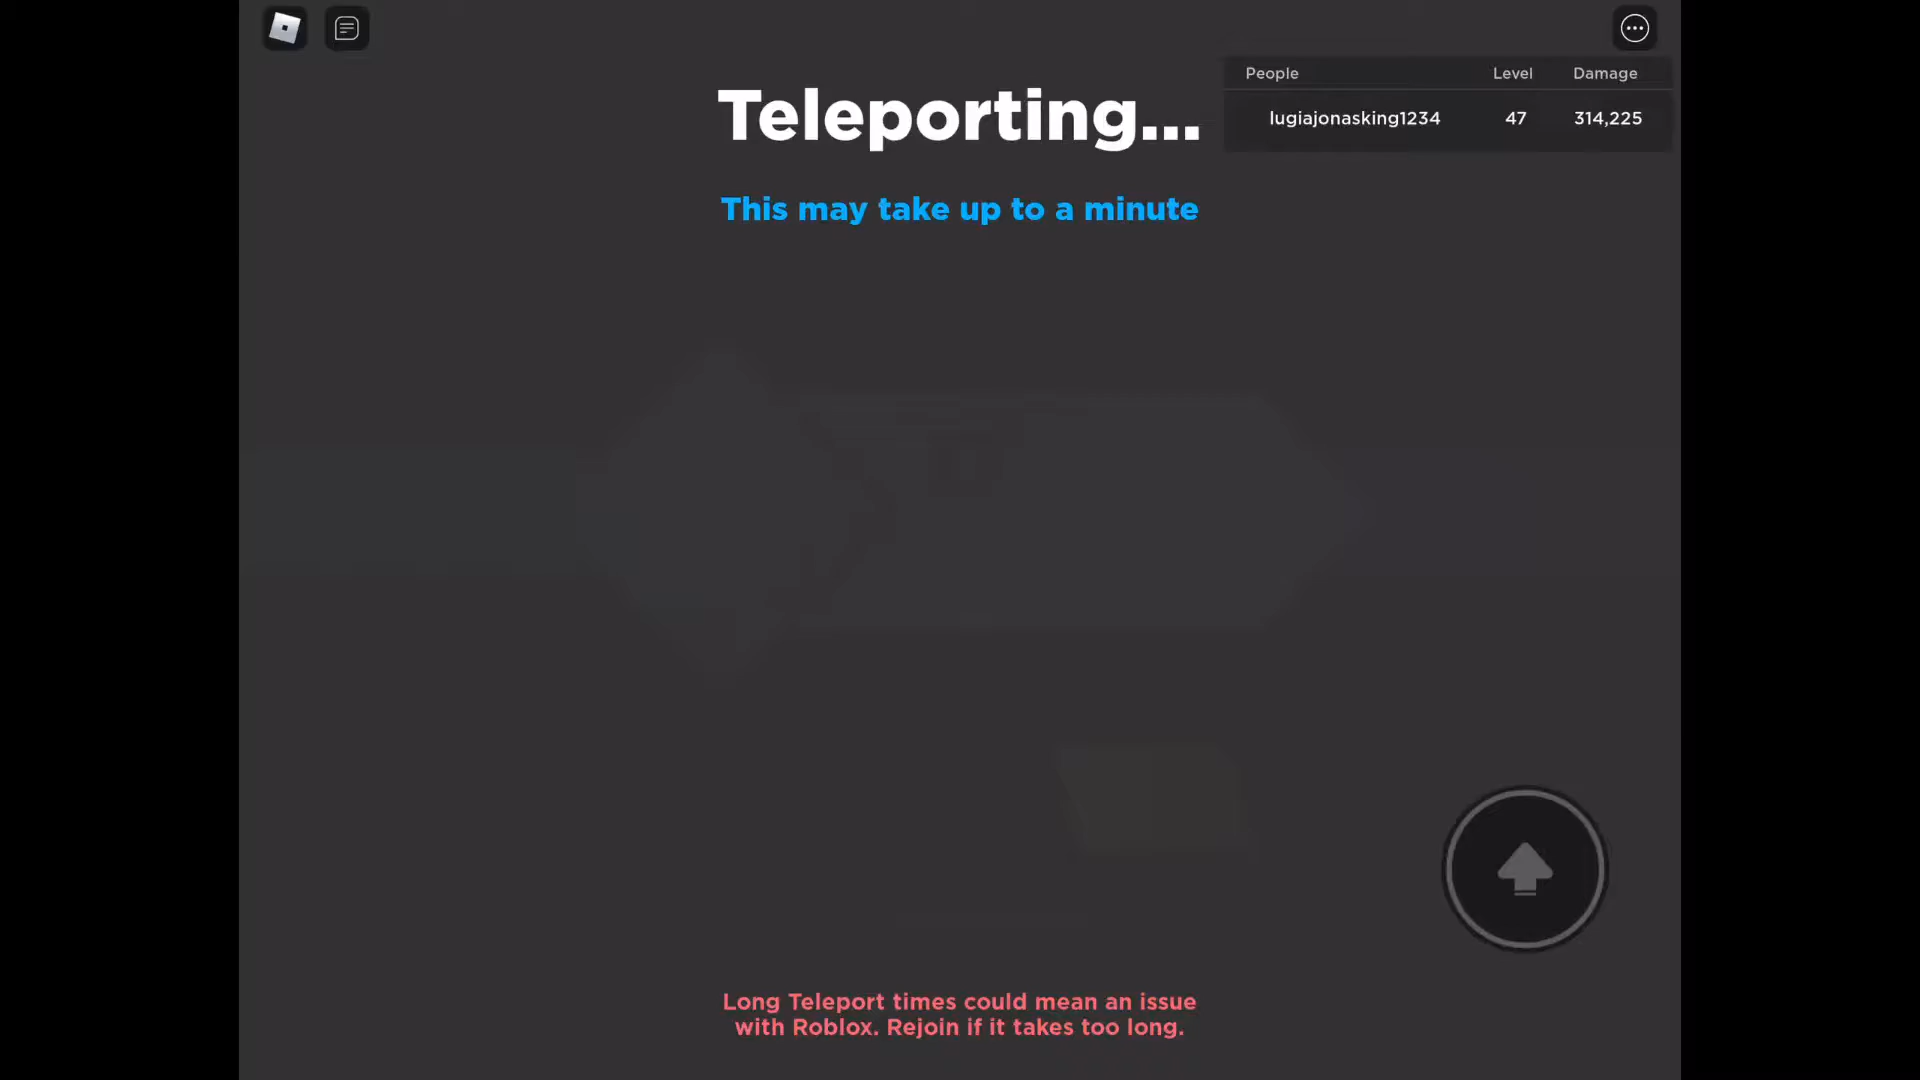 Teleporting...
This may take up to a minute
People Level Damage
lugiajonasking1234 47 314,225
Long Teleport times could mean an issue
with Roblox. Rejoin if it takes too long.